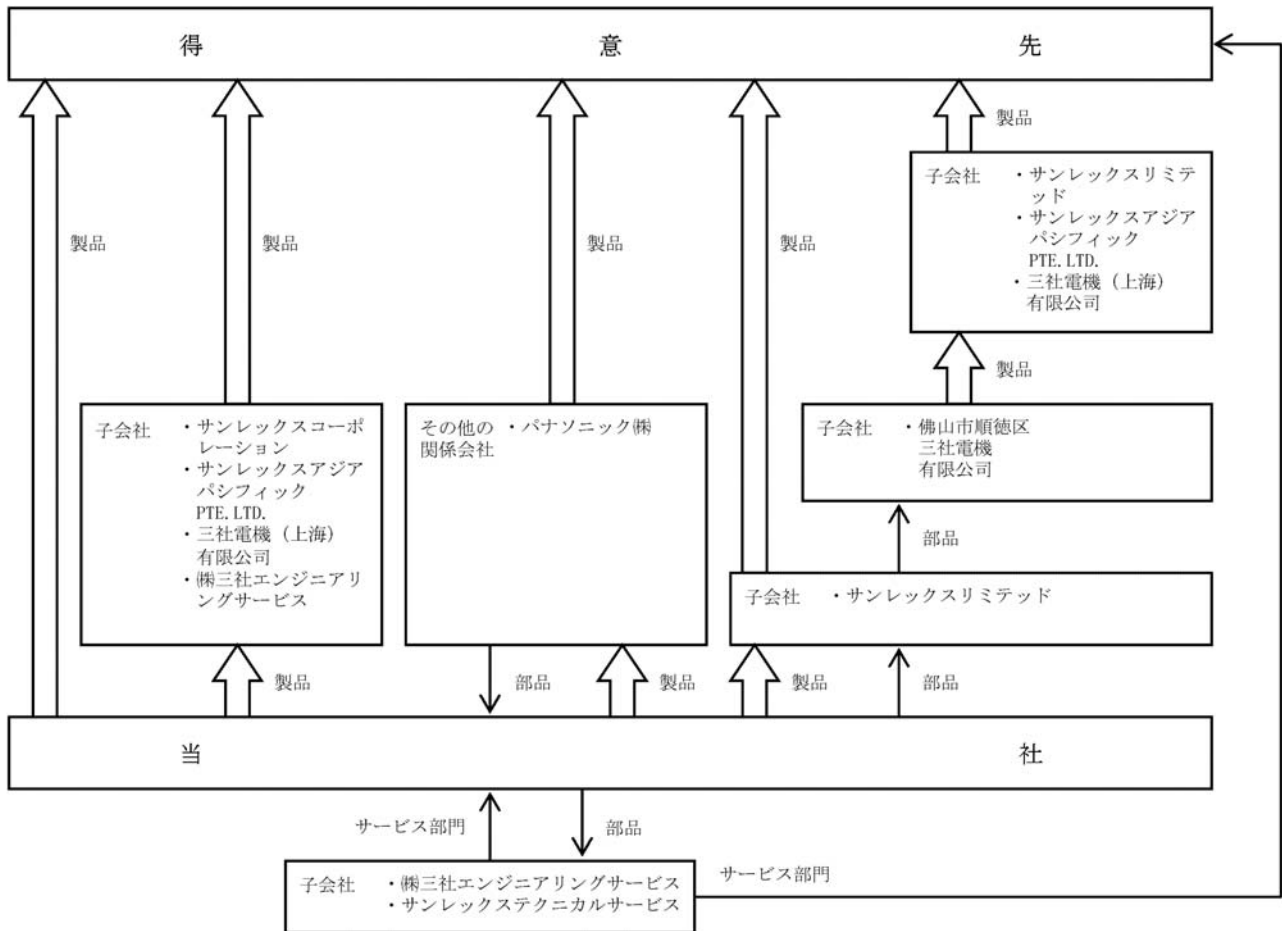 得 意 先
製品
子会社 ・サンレックスリミテ
ッド
・サンレックスアジア
パシフィック
PTE.LTD.
・三社電機（上海）
有限公司
製品
製品
製品
製品
製品
子会社 ・サンレックスコーポ
レーション
・サンレックスアジア
パシフィック
PTE.LTD.
・三社電機（上海）
有限公司
・㈱三社エンジニアリ
ングサービス
その他の ・パナソニック㈱
関係会社
子会社 ・佛山市順徳区
三社電機
有限公司
部品
子会社 ・サンレックスリミテッド
製品
部品
製品
製品
部品
当 社
サービス部門
部品
子会社 ・㈱三社エンジニアリングサービス
・サンレックステクニカルサービス
サービス部門